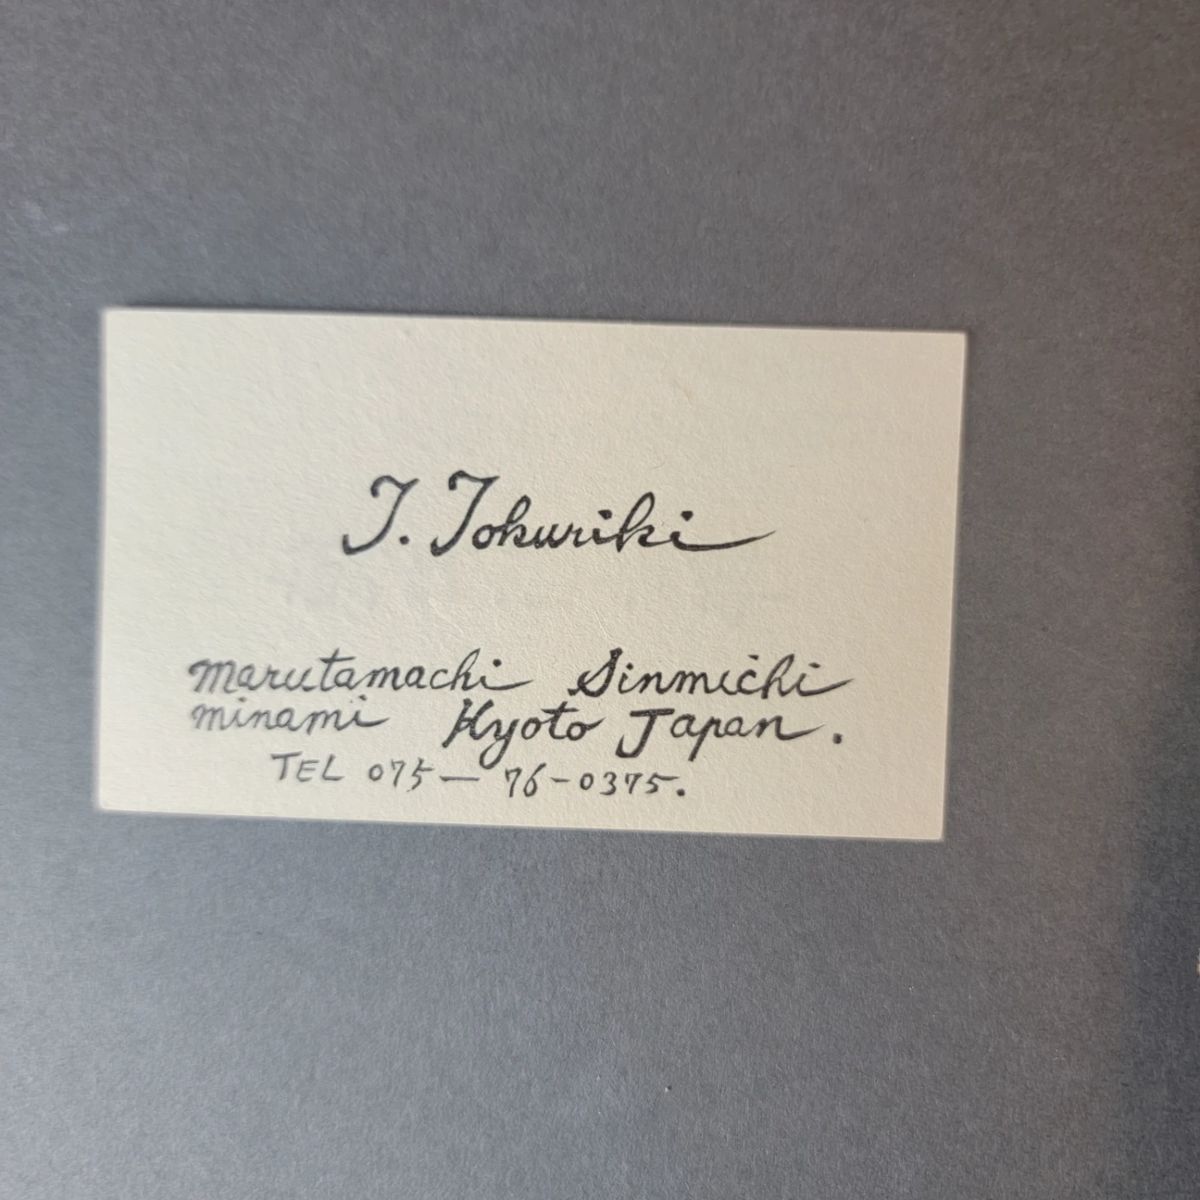 T. Tokuriki
marutamachi Sinmichi
minami Kyoto Japan.
TEL 075— 76-0375.